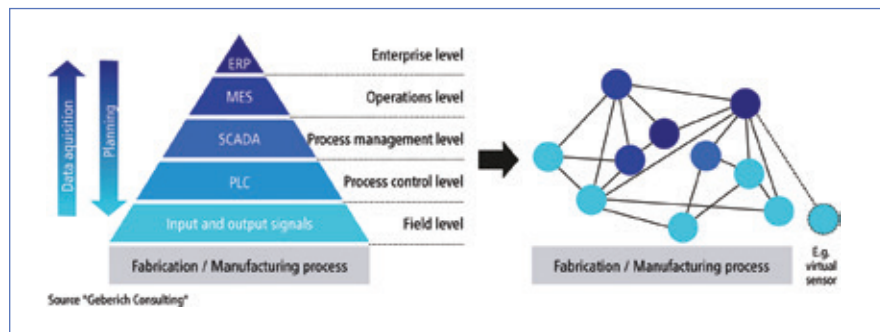 Data aquisition
Planning
ERP
MES
SCADA
PLC
Input and output signals
Fabrication / Manufacturing process
Enterprise level
Operations level
Process management level
Process control level
Field level
Fabrication / Manufacturing process
E.g.
virtual
sensor
Source "Geberich Consulting"